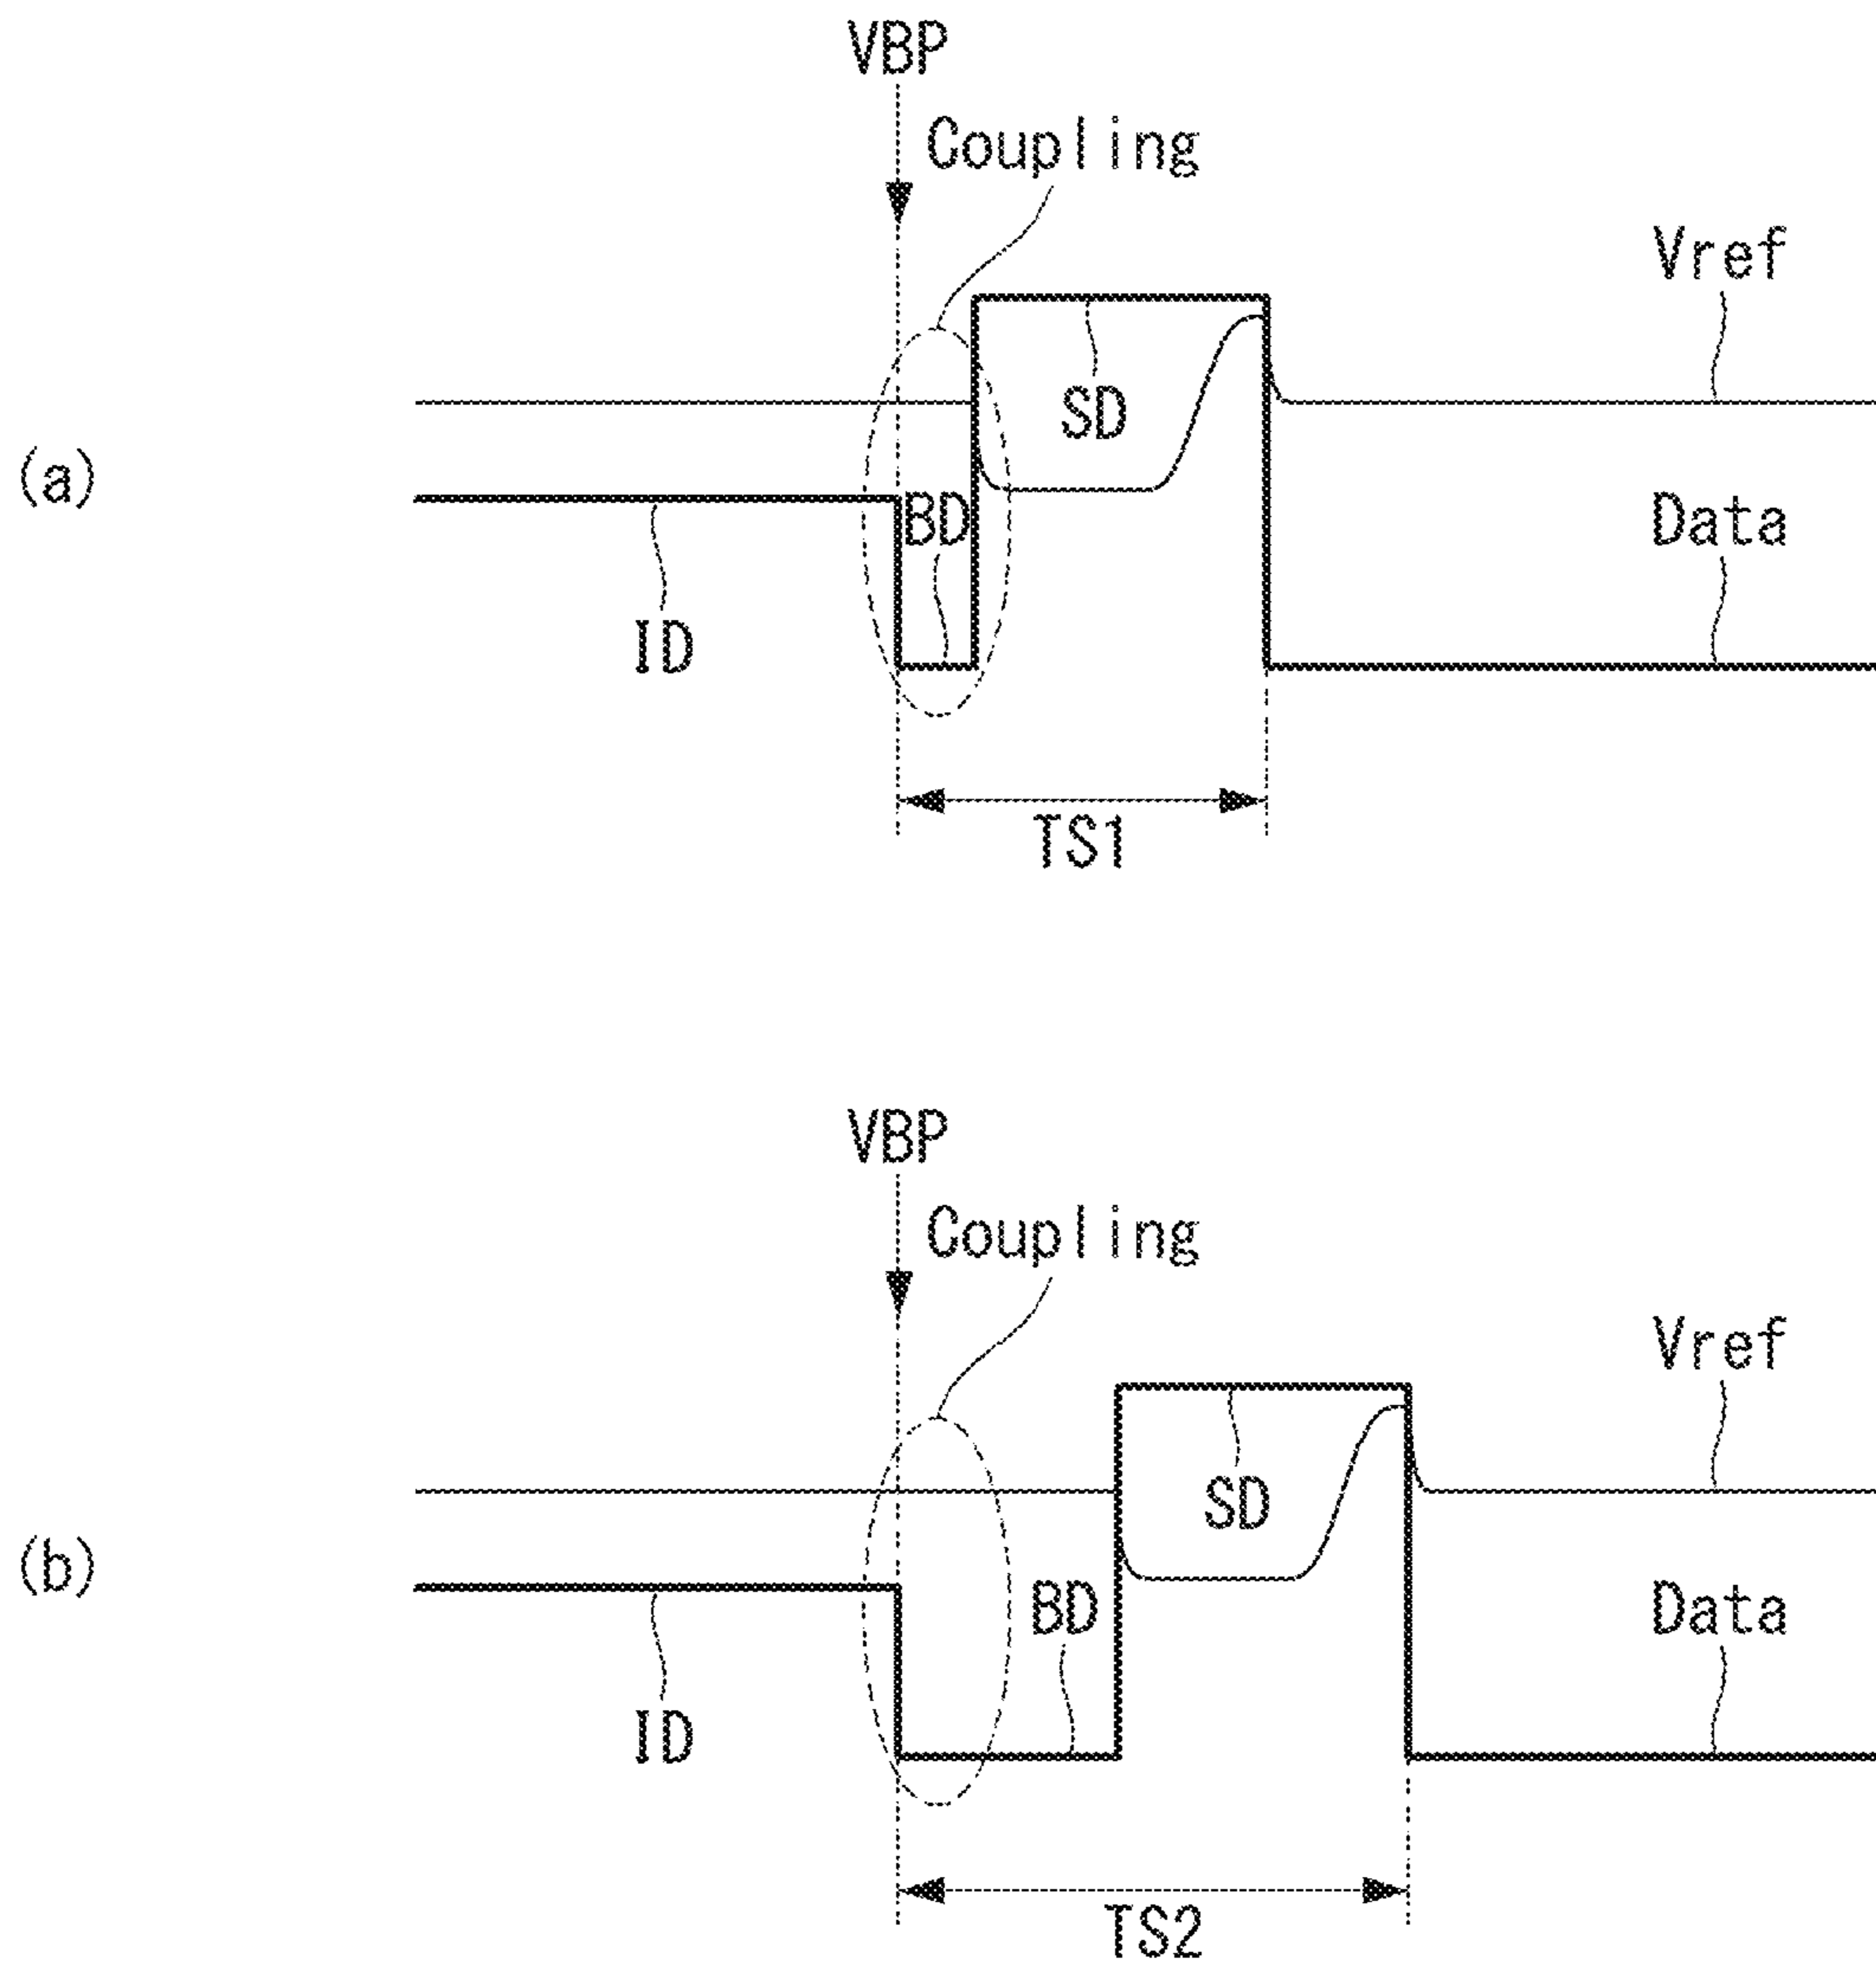 VBP
Coupling
Vref
SD
(a)
BD
Data
ID
TS1
VBP
Coupling
Vref
SD
(b)
BD
Data
ID
TS2